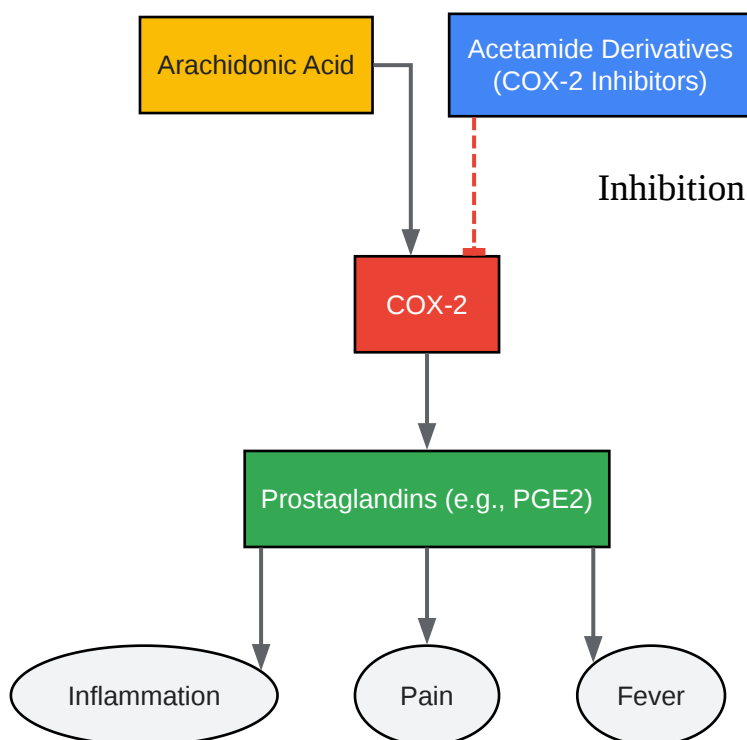 Arachidonic Acid
Acetamide Derivatives
(COX-2 Inhibitors)
Inhibition
COX-2
Prostaglandins (e.g., PGE2)
Inflammation
Pain
Fever